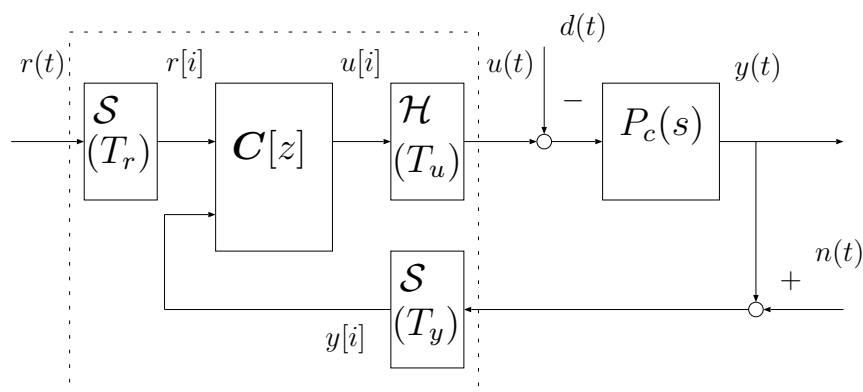 r(t)
r[i]
u[i]
u(t)
d(t)
y(t)
𝒮
(T_r)
𝑪[z]
ℋ
(T_u)
−
P_c(s)
𝒮
(T_y)
y[i]
+
n(t)